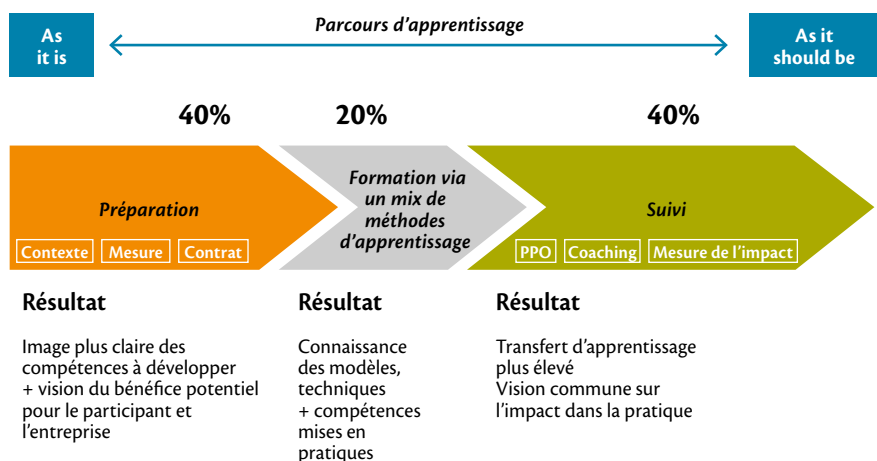 As
it is
Parcours d'apprentissage
As it
should be
40%
20%
40%
Préparation
Contexte
Mesure
Contrat
Formation via
un mix de
méthodes
d'apprentissage
Suivi
PPO
Coaching
Mesure de l'impact
Résultat
Image plus claire des
compétences à développer
+ vision du bénéfice potentiel
pour le participant et
l'entreprise
Résultat
Connaissance
des modèles,
techniques
+ compétences
mises en
pratiques
Résultat
Transfert d'apprentissage
plus élevé
Vision commune sur
l'impact dans la pratique